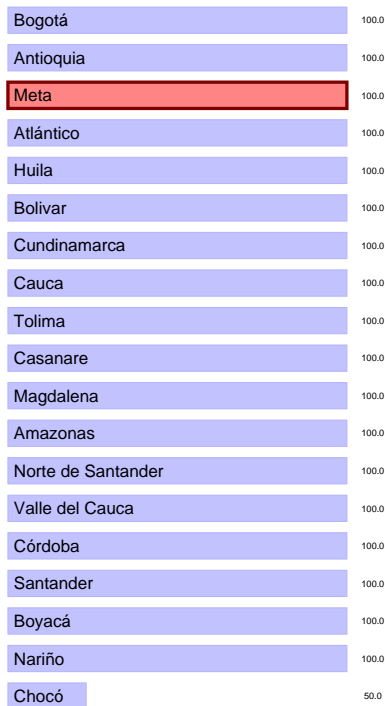 Bogotá 100.0
Antioquia 100.0
Meta 100.0
Atlántico 100.0
Huila 100.0
Bolivar 100.0
Cundinamarca 100.0
Cauca 100.0
Tolima 100.0
Casanare 100.0
Magdalena 100.0
Amazonas 100.0
Norte de Santander 100.0
Valle del Cauca 100.0
Córdoba 100.0
Santander 100.0
Boyacá 100.0
Nariño 100.0
Chocó 50.0